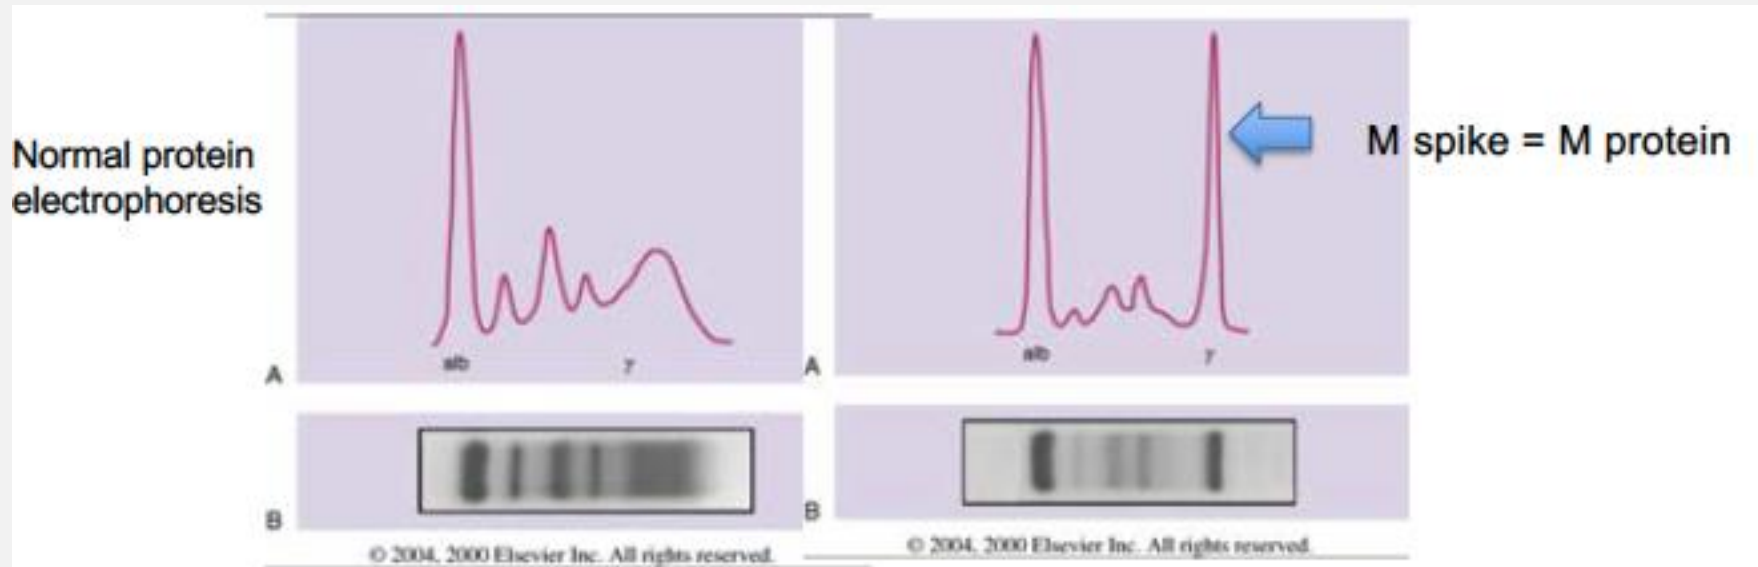 Normal protein
electrophoresis
alb γ
A
B
© 2004, 2000 Elsevier Inc. All rights reserved.
M spike = M protein
alb γ
A
B
© 2004, 2000 Elsevier Inc. All rights reserved.